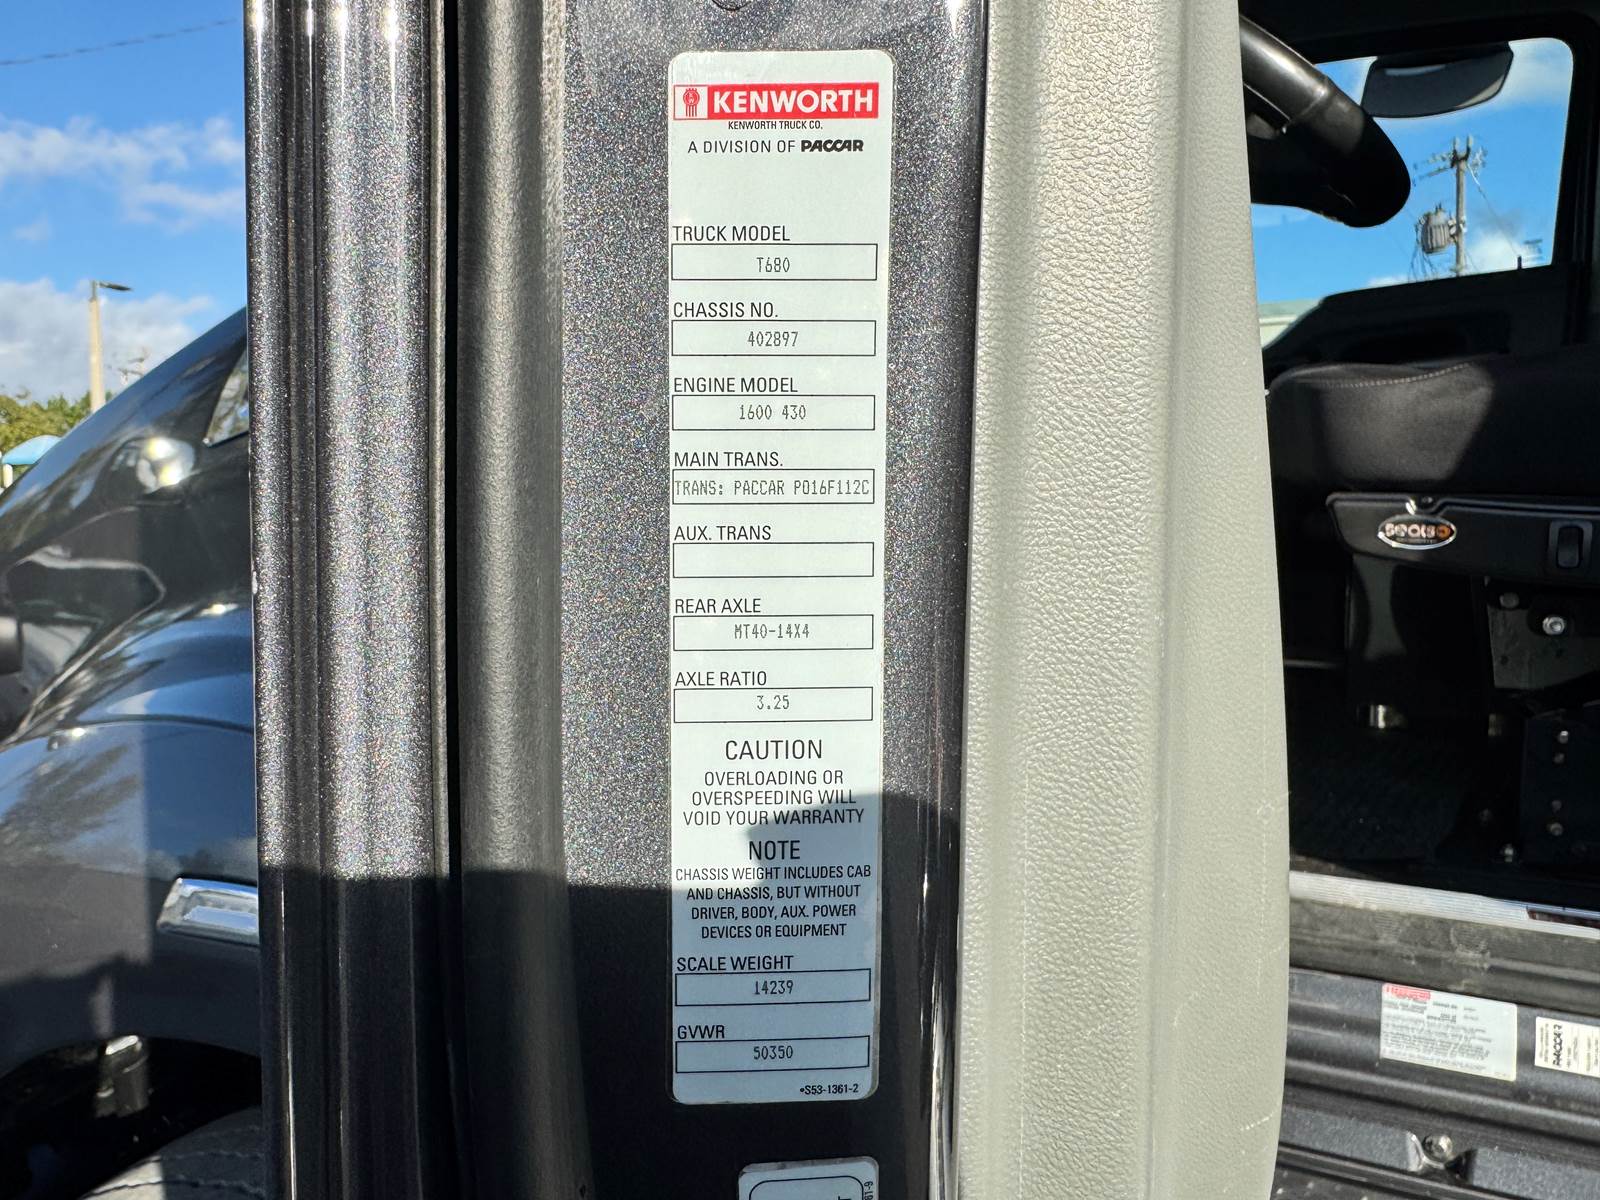 KENWORTH
KENWORTH TRUCK CO.
A DIVISION OF PACCAR
TRUCK MODEL
T680
CHASSIS NO.
402897
ENGINE MODEL
1600 430
MAIN TRANS.
TRANS: PACCAR PO16F112C
AUX. TRANS
REAR AXLE
MT40-14X4
AXLE RATIO
3.25
CAUTION
OVERLOADING OR
OVERSPEEDING WILL
VOID YOUR WARRANTY
NOTE
CHASSIS WEIGHT INCLUDES CAB
AND CHASSIS, BUT WITHOUT
DRIVER, BODY, AUX. POWER
DEVICES OR EQUIPMENT
SCALE WEIGHT
14239
GVWR
50350
•S53-1361-2
PACCAR